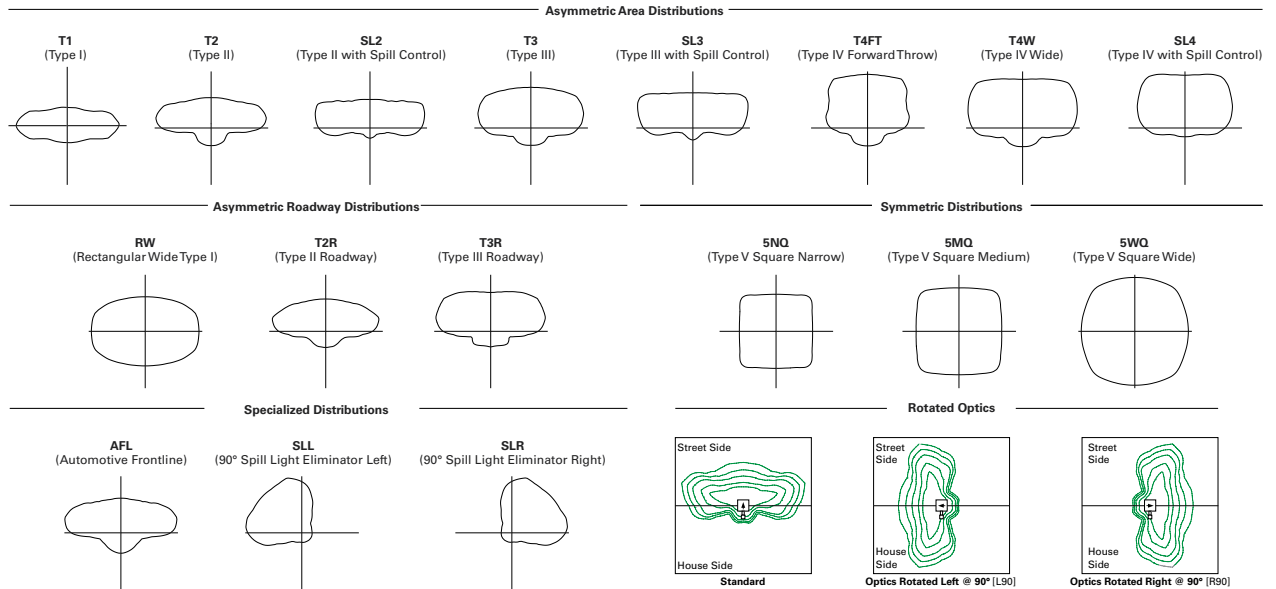 Asymmetric Area Distributions
T1
(Type I)
T2
(Type II)
SL2
(Type II with Spill Control)
T3
(Type III)
SL3
(Type III with Spill Control)
T4FT
(Type IV Forward Throw)
T4W
(Type IV Wide)
SL4
(Type IV with Spill Control)
Asymmetric Roadway Distributions
RW
(Rectangular Wide Type I)
T2R
(Type II Roadway)
T3R
(Type III Roadway)
Symmetric Distributions
5NQ
(Type V Square Narrow)
5MQ
(Type V Square Medium)
5WQ
(Type V Square Wide)
Specialized Distributions
AFL
(Automotive Frontline)
SLL
(90° Spill Light Eliminator Left)
SLR
(90° Spill Light Eliminator Right)
Rotated Optics
Street Side
House Side
Standard
Street
Side
House
Side
Optics Rotated Left @ 90° [L90]
Street
Side
House
Side
Optics Rotated Right @ 90° [R90]